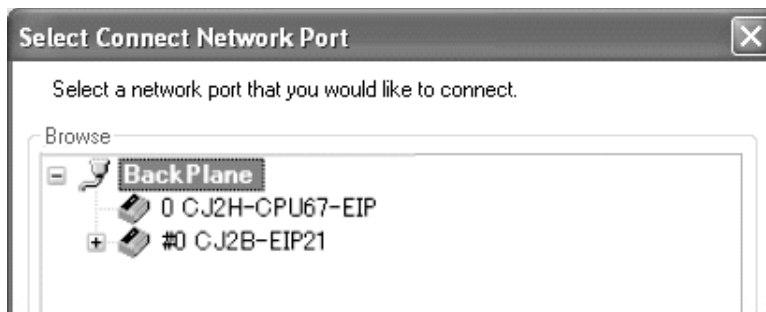 Select Connect Network Port
Select a network port that you would like to connect.
Browse
BackPlane
0 CJ2H-CPU67-EIP
#0 CJ2B-EIP21